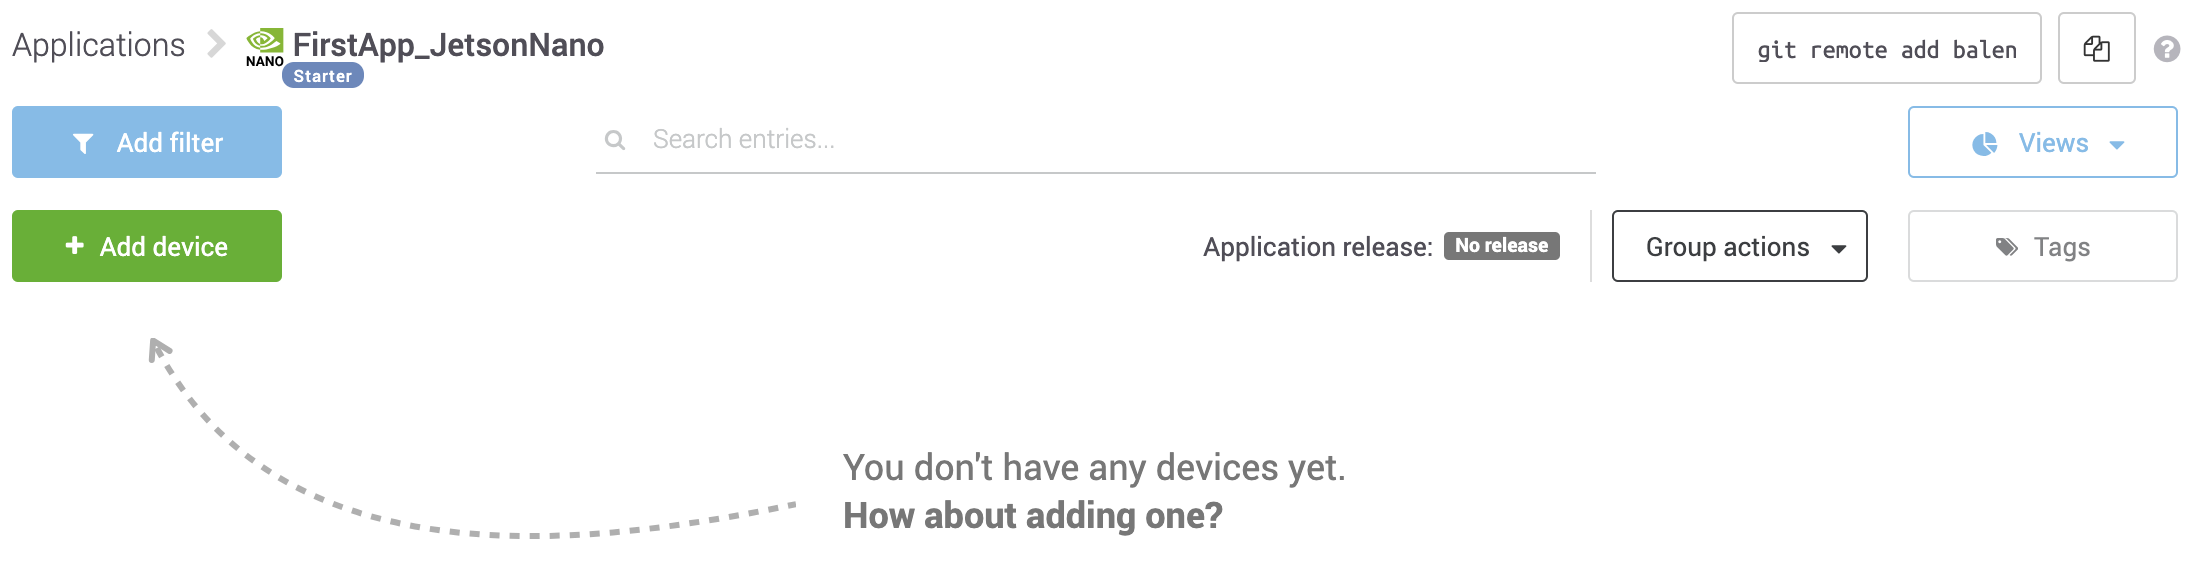 Applications
NANO
FirstApp_JetsonNano
Starter
git remote add balen
?
Add filter
Search entries...
Views
+ Add device
Application release: No release
Group actions
Tags
You don't have any devices yet.
How about adding one?